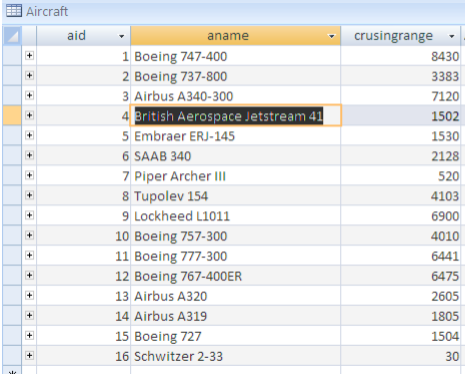 Aircraft
aid aname crusingrange
1 Boeing 747-400 8430
2 Boeing 737-800 3383
3 Airbus A340-300 7120
4 British Aerospace Jetstream 41 1502
5 Embraer ERJ-145 1530
6 SAAB 340 2128
7 Piper Archer III 520
8 Tupolev 154 4103
9 Lockheed L1011 6900
10 Boeing 757-300 4010
11 Boeing 777-300 6441
12 Boeing 767-400ER 6475
13 Airbus A320 2605
14 Airbus A319 1805
15 Boeing 727 1504
16 Schwitzer 2-33 30